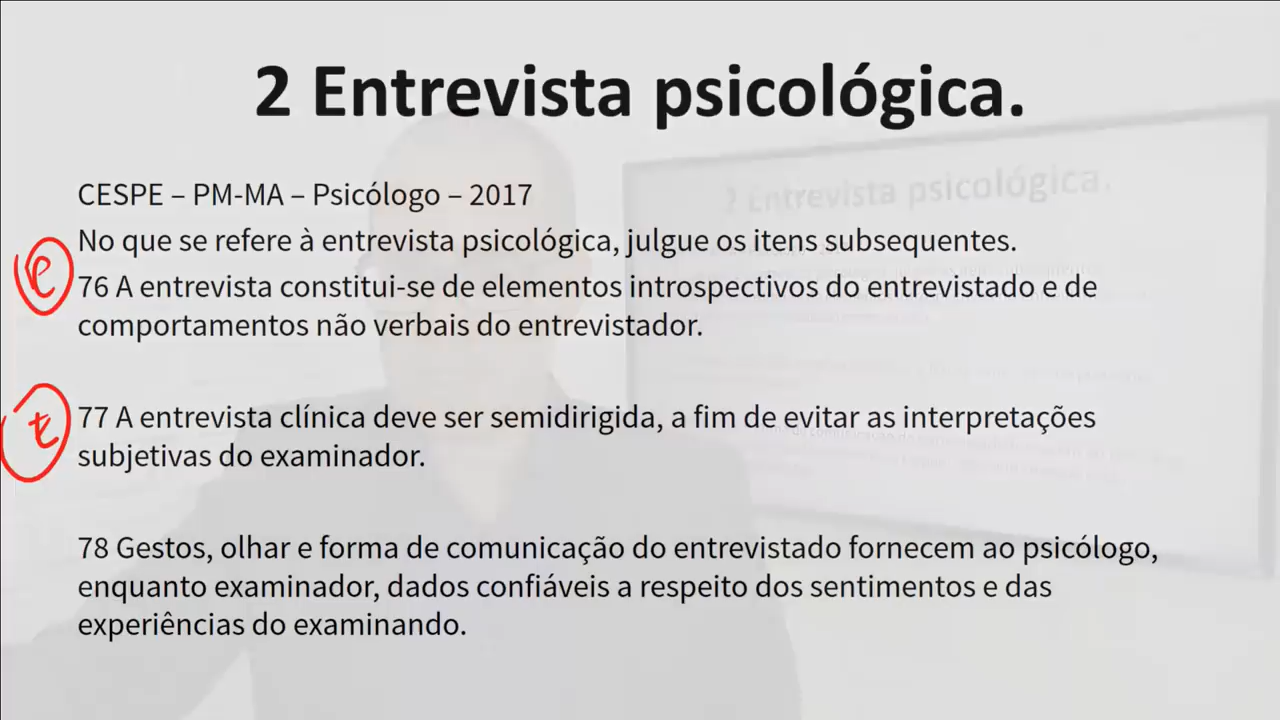 2 Entrevista psicológica.
CESPE – PM-MA – Psicólogo – 2017
No que se refere à entrevista psicológica, julgue os itens subsequentes.
76 A entrevista constitui-se de elementos introspectivos do entrevistado e de
comportamentos não verbais do entrevistador.
77 A entrevista clínica deve ser semidirigida, a fim de evitar as interpretações
subjetivas do examinador.
78 Gestos, olhar e forma de comunicação do entrevistado fornecem ao psicólogo,
enquanto examinador, dados confiáveis a respeito dos sentimentos e das
experiências do examinando.
2 Entrevista psicológica.